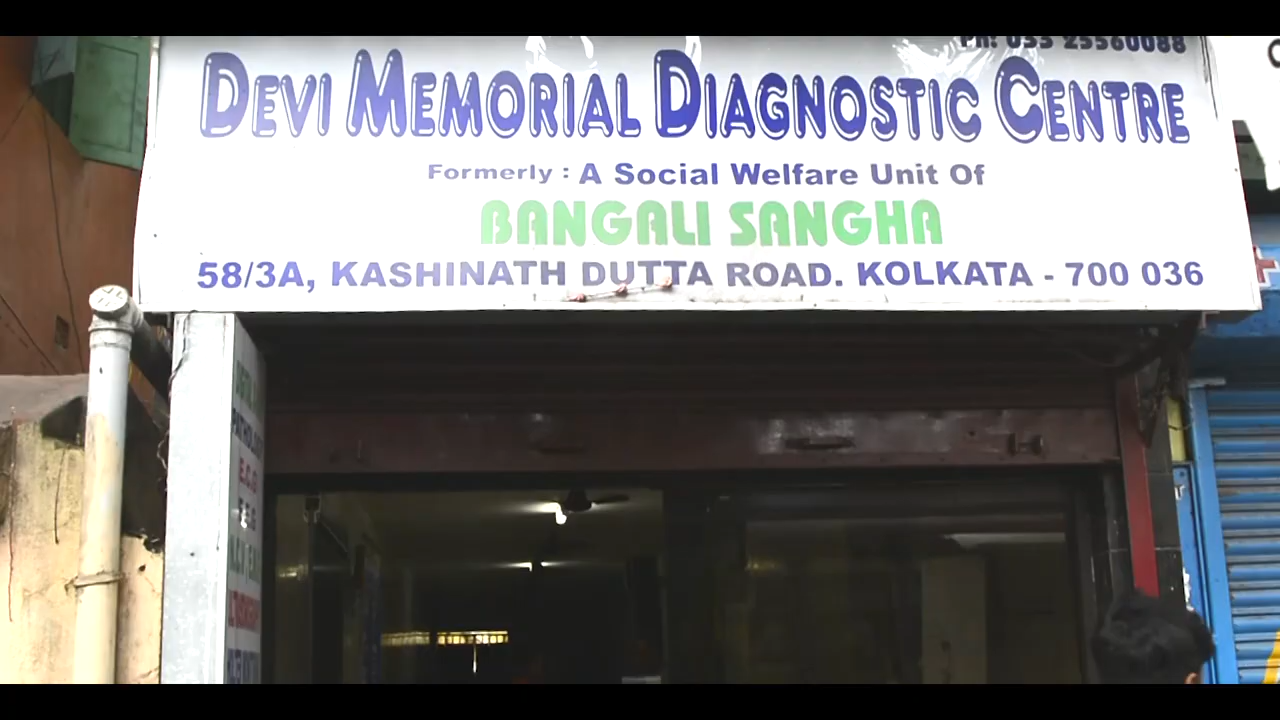 Ph: 033 25560088
DEVI MEMORIAL DIAGNOSTIC CENTRE
Formerly : A Social Welfare Unit Of
BANGALI SANGHA
58/3A, KASHINATH DUTTA ROAD. KOLKATA - 700 036
E.C.G